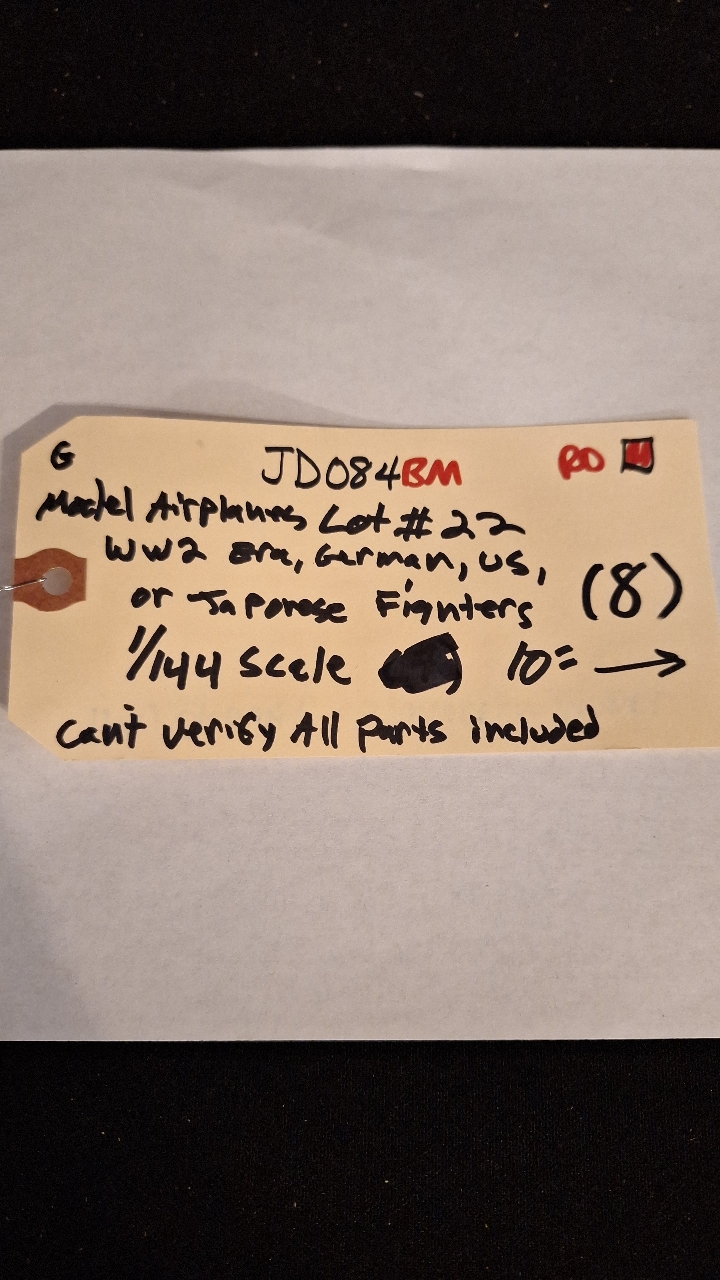 G JD084BM RD
Model Airplanes Lot # 22
WW2 Era, German, US,
or Japonese Fighters (8)
1/144 Scale 10= →
Can't verify All Parts included